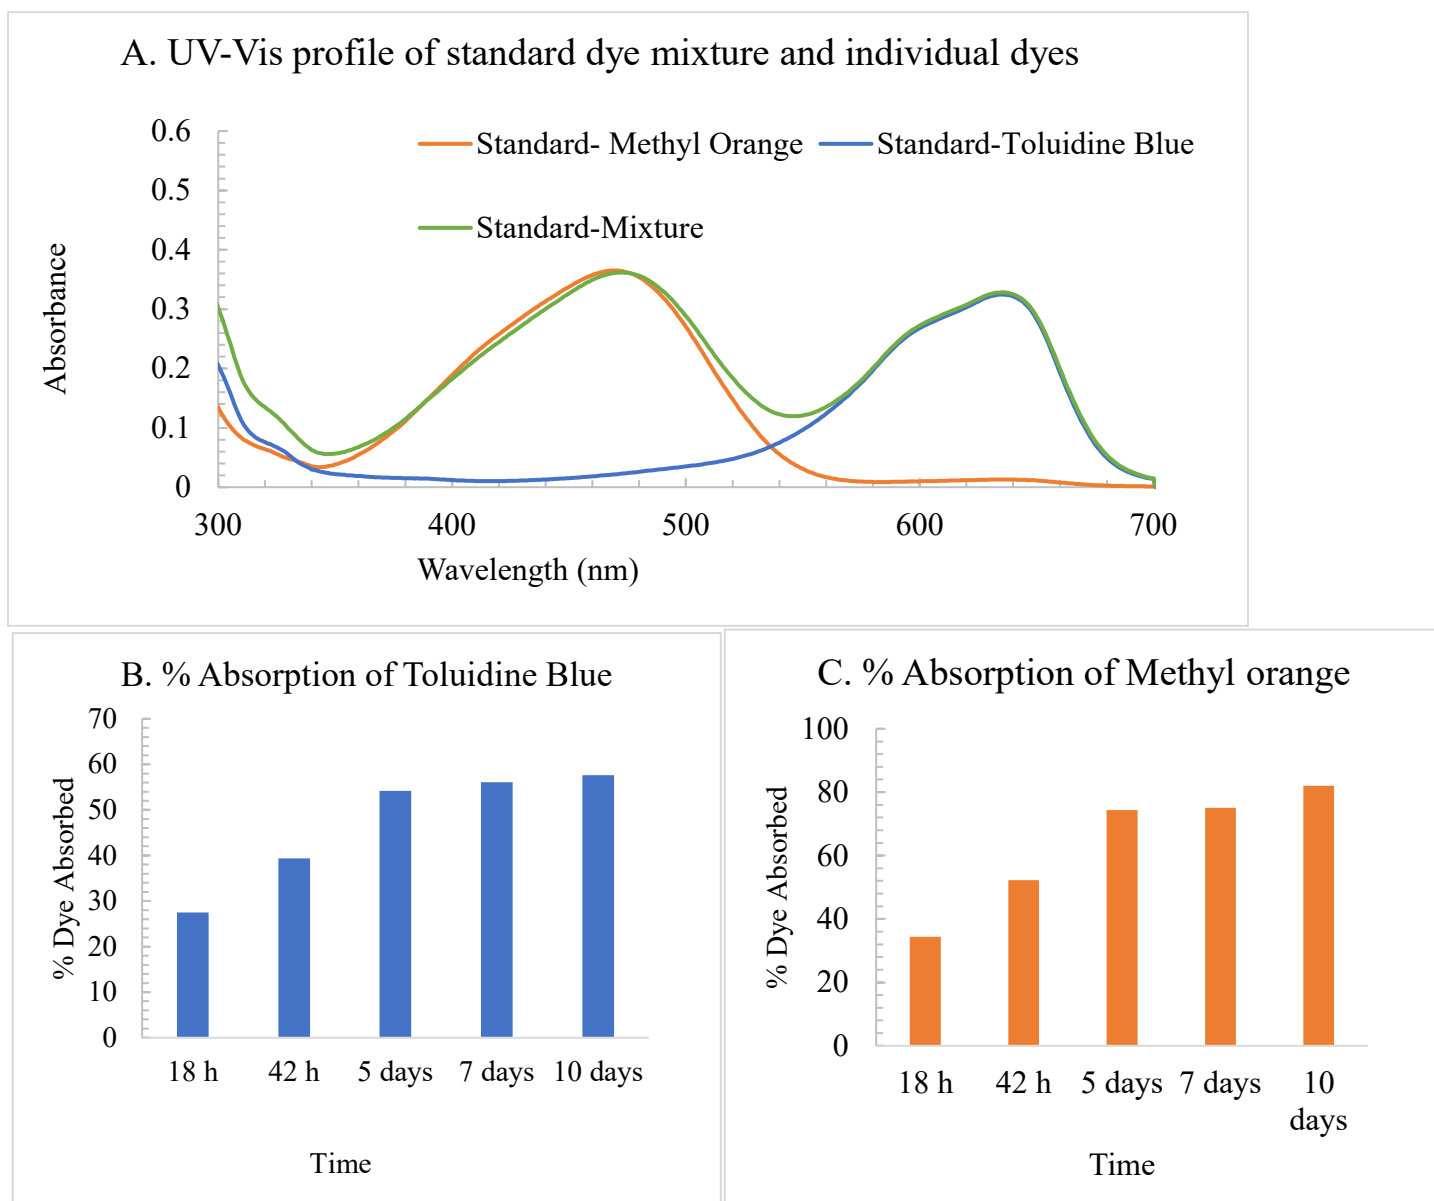 A. UV-Vis profile of standard dye mixture and individual dyes
Standard- Methyl Orange
Standard-Toluidine Blue
Standard-Mixture
Absorbance
0.6
0.5
0.4
0.3
0.2
0.1
0
300 400 500 600 700
Wavelength (nm)
B. % Absorption of Toluidine Blue
% Dye Absorbed
70
60
50
40
30
20
10
0
18 h 42 h 5 days 7 days 10 days
Time
C. % Absorption of Methyl orange
% Dye Absorbed
100
80
60
40
20
0
18 h 42 h 5 days 7 days 10
days
Time